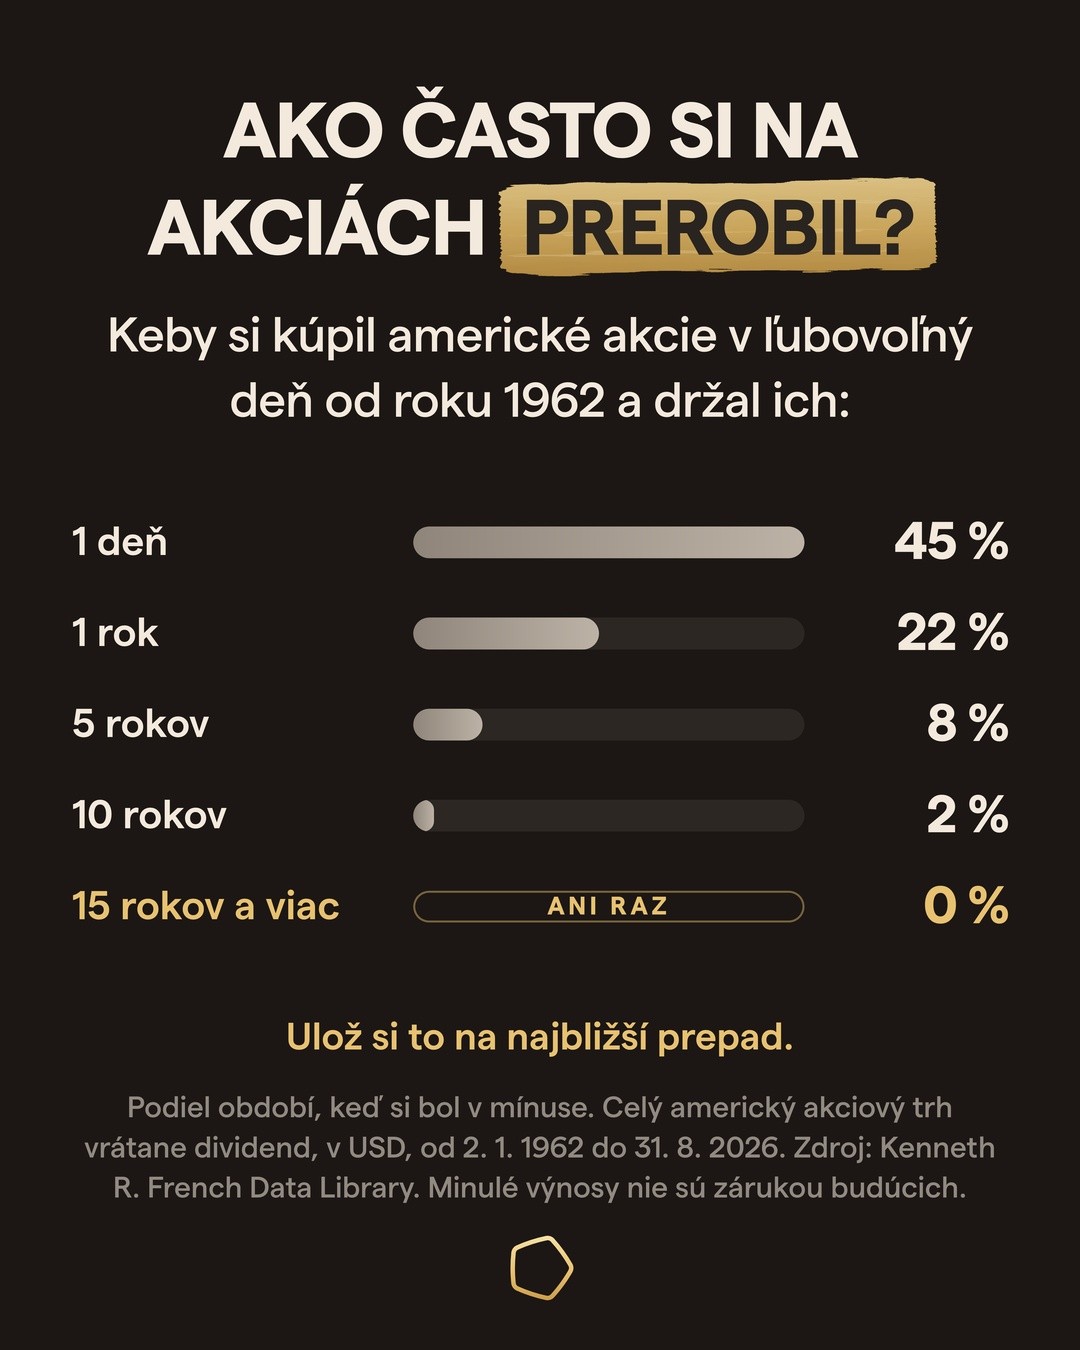 AKO ČASTO SI NA
AKCIÁCH PREROBIL?
Keby si kúpil americké akcie v ľubovoľný
deň od roku 1962 a držal ich:
1 deň 45 %
1 rok 22 %
5 rokov 8 %
10 rokov 2 %
15 rokov a viac ANI RAZ 0 %
Ulož si to na najbližší prepad.
Podiel období, keď si bol v mínuse. Celý americký akciový trh
vrátane dividend, v USD, od 2. 1. 1962 do 31. 8. 2026. Zdroj: Kenneth
R. French Data Library. Minulé výnosy nie sú zárukou budúcich.